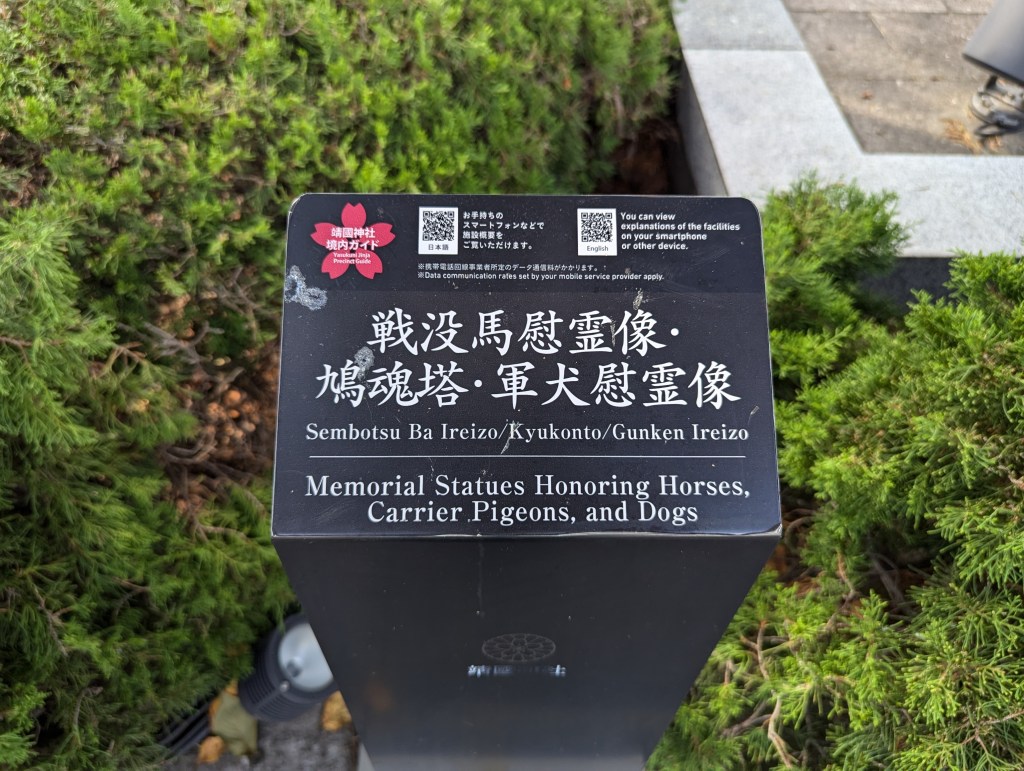 靖國神社
境内ガイド
Yasukuni Jinja
Precinct Guide
日本語
お手持ちの
スマートフォンなどで
施設概要を
ご覧いただけます。
English
You can view
explanations of the facilities
on your smartphone
or other device.
※携帯電話回線事業者所定のデータ通信料がかかります。
※Data communication rates set by your mobile service provider apply.
戦没馬慰霊像・
鳩魂塔・軍犬慰霊像
Sembotsu Ba Ireizo/Kyukonto/Gunken Ireizo
Memorial Statues Honoring Horses,
Carrier Pigeons, and Dogs